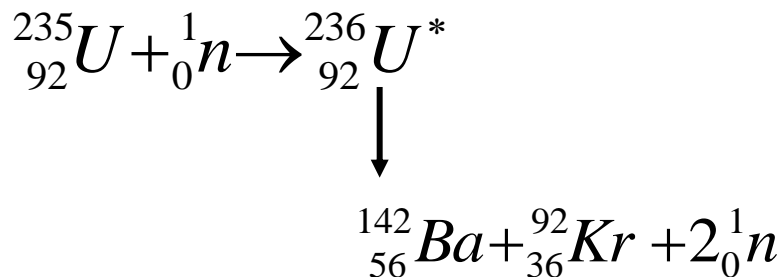 ²³⁵₉₂U + ¹₀n → ²³⁶₉₂U*
↓
¹⁴²₅₆Ba + ⁹²₃₆Kr + 2¹₀n